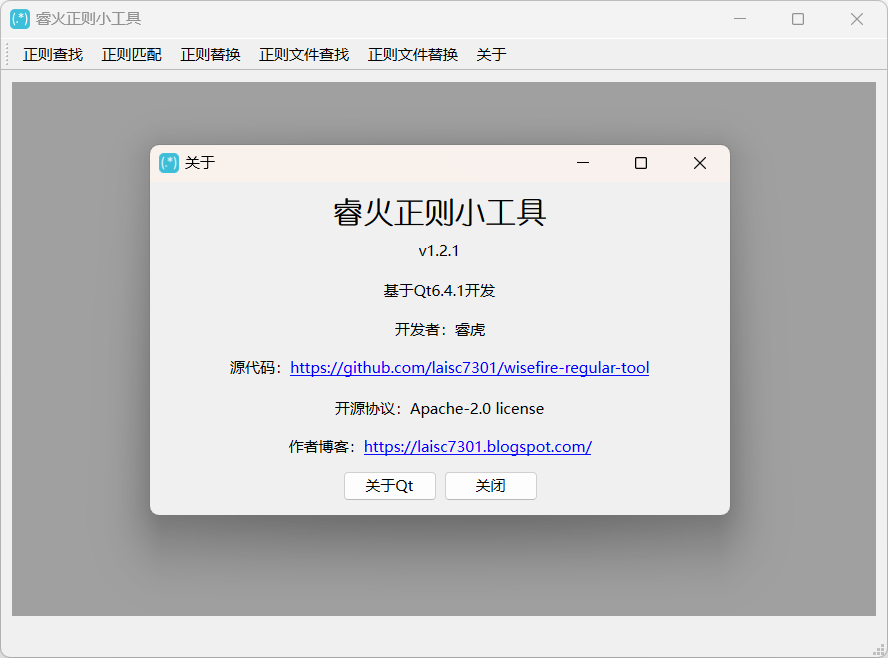 (.*) 睿火正则小工具
正则查找 正则匹配 正则替换 正则文件查找 正则文件替换 关于
(.*) 关于
睿火正则小工具
v1.2.1
基于Qt6.4.1开发
开发者：睿虎
源代码：https://github.com/laisc7301/wisefire-regular-tool
开源协议：Apache-2.0 license
作者博客：https://laisc7301.blogspot.com/
关于Qt 关闭